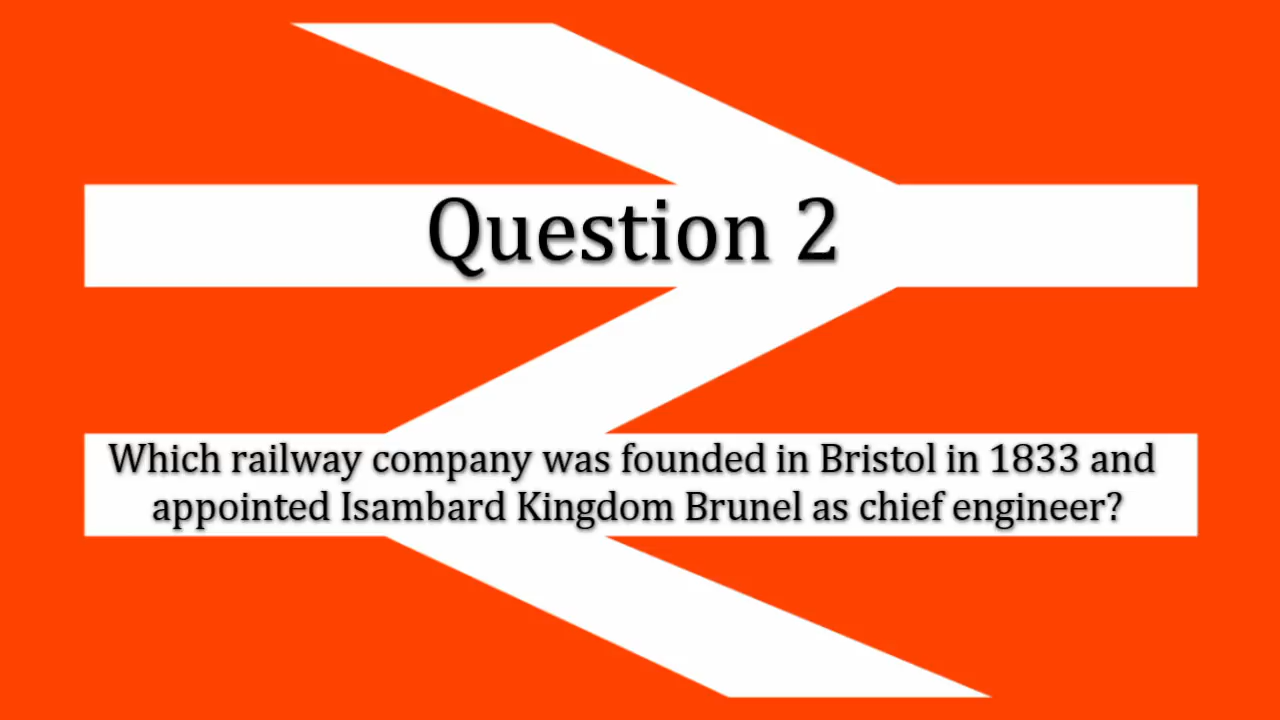 Question 2
Which railway company was founded in Bristol in 1833 and
appointed Isambard Kingdom Brunel as chief engineer?